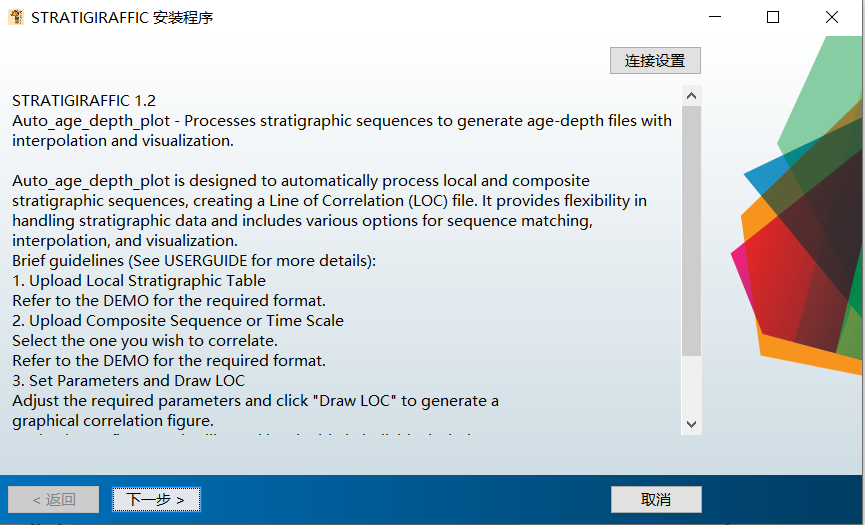 STRATIGIRAFFIC 安装程序
连接设置
STRATIGIRAFFIC 1.2
Auto_age_depth_plot - Processes stratigraphic sequences to generate age-depth files with
interpolation and visualization.
Auto_age_depth_plot is designed to automatically process local and composite
stratigraphic sequences, creating a Line of Correlation (LOC) file. It provides flexibility in
handling stratigraphic data and includes various options for sequence matching,
interpolation, and visualization.
Brief guidelines (See USERGUIDE for more details):
1. Upload Local Stratigraphic Table
Refer to the DEMO for the required format.
2. Upload Composite Sequence or Time Scale
Select the one you wish to correlate.
Refer to the DEMO for the required format.
3. Set Parameters and Draw LOC
Adjust the required parameters and click "Draw LOC" to generate a
graphical correlation figure.
< 返回
下一步 >
取消